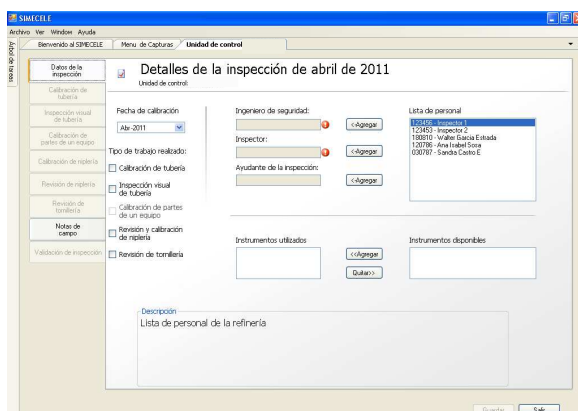 SIMECELE
Archivo Ver Window Ayuda
Bienvenido al SIMECELE
Menu de Capturas
Unidad de control
Árbol de tareas
Datos de la
inspección
Calibración de
tubería
Inspección visual
de tubería
Calibración de
partes de un equipo
Calibración de niplería
Revisión de niplería
Revisión de
tornillería
Notas de
campo
Validación de inspección
Detalles de la inspección de abril de 2011
Unidad de control:
Fecha de calibración
Abr-2011
Tipo de trabajo realizado:
Calibración de tubería
Inspección visual
de tubería
Calibración de partes
de un equipo
Revisión y calibración
de niplería
Revisión de tornillería
Ingeniero de seguridad:
<-Agregar
Inspector:
<-Agregar
Ayudante de la inspección:
<-Agregar
Lista de personal
123456 - Inspector 1
123453 - Inspector 2
180810 - Walter Garcia Estrada
120786 - Ana Isabel Sosa
030787 - Sandra Castro E
Instrumentos utilizados
<<Agregar
Quitar>>
Instrumentos disponibles
Descripción
Lista de personal de la refinería
Guardar
Salir